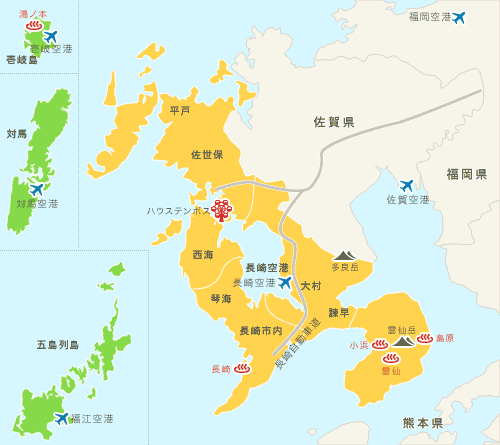 湯ノ本
壱岐空港
壱岐島
対馬
対馬空港
五島列島
福江空港
福岡空港
平戸
佐世保
佐賀県
福岡県
佐賀空港
ハウステンボス
西海
長崎空港
長崎空港
多良岳
大村
琴海
諫早
長崎市内
長崎自動車道
長崎
小浜
雲仙岳
島原
雲仙
熊本県